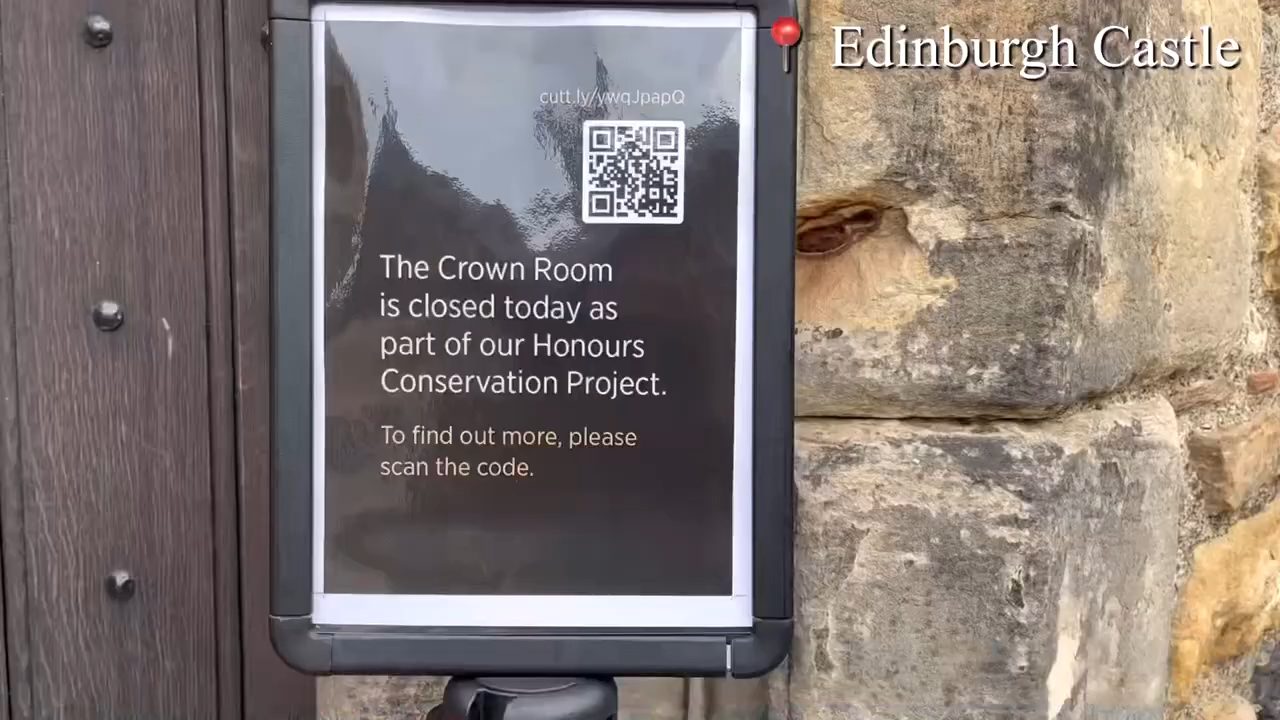 Edinburgh Castle
cutt.ly/ywqJpapQ
The Crown Room
is closed today as
part of our Honours
Conservation Project.
To find out more, please
scan the code.